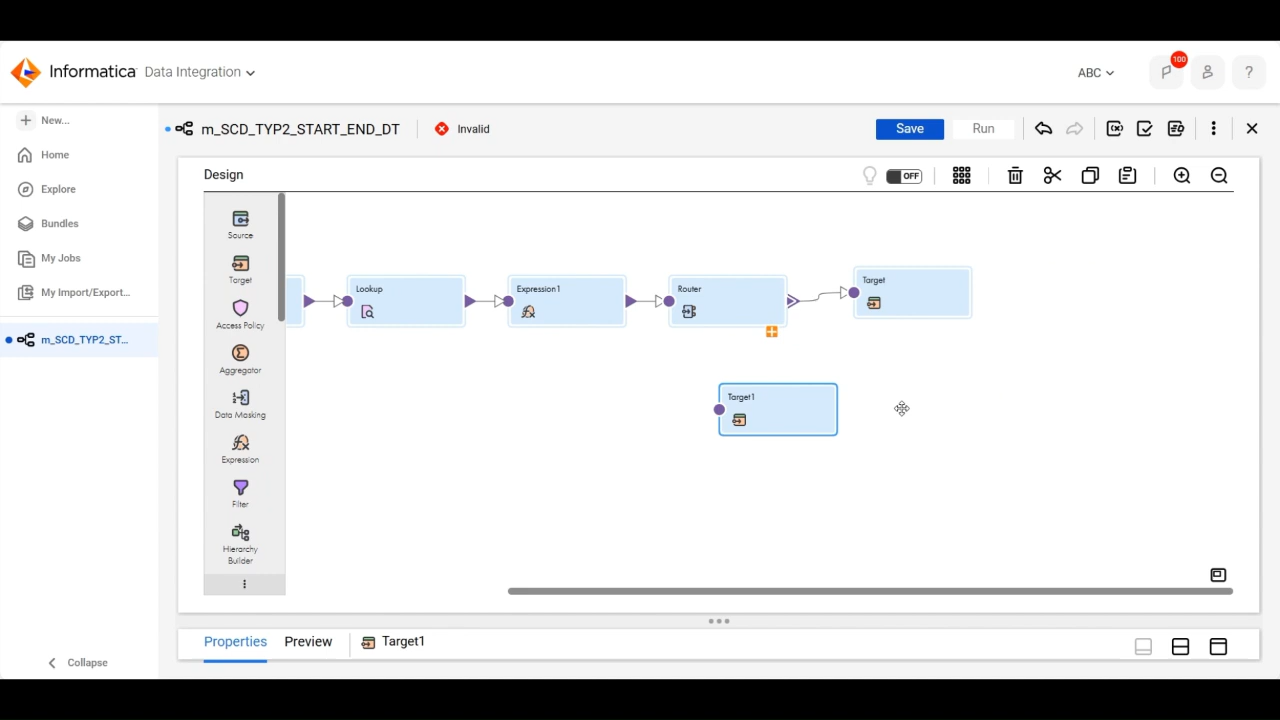 Informatica
Data Integration
ABC
100
?
New...
Home
Explore
Bundles
My Jobs
My Import/Export...
m_SCD_TYP2_ST...
Collapse
m_SCD_TYP2_START_END_DT
Invalid
Save
Run
Design
OFF
Source
Target
Access Policy
Aggregator
Data Masking
Expression
Filter
Hierarchy
Builder
Lookup
Expression1
Router
Target
Target1
Properties
Preview
Target1